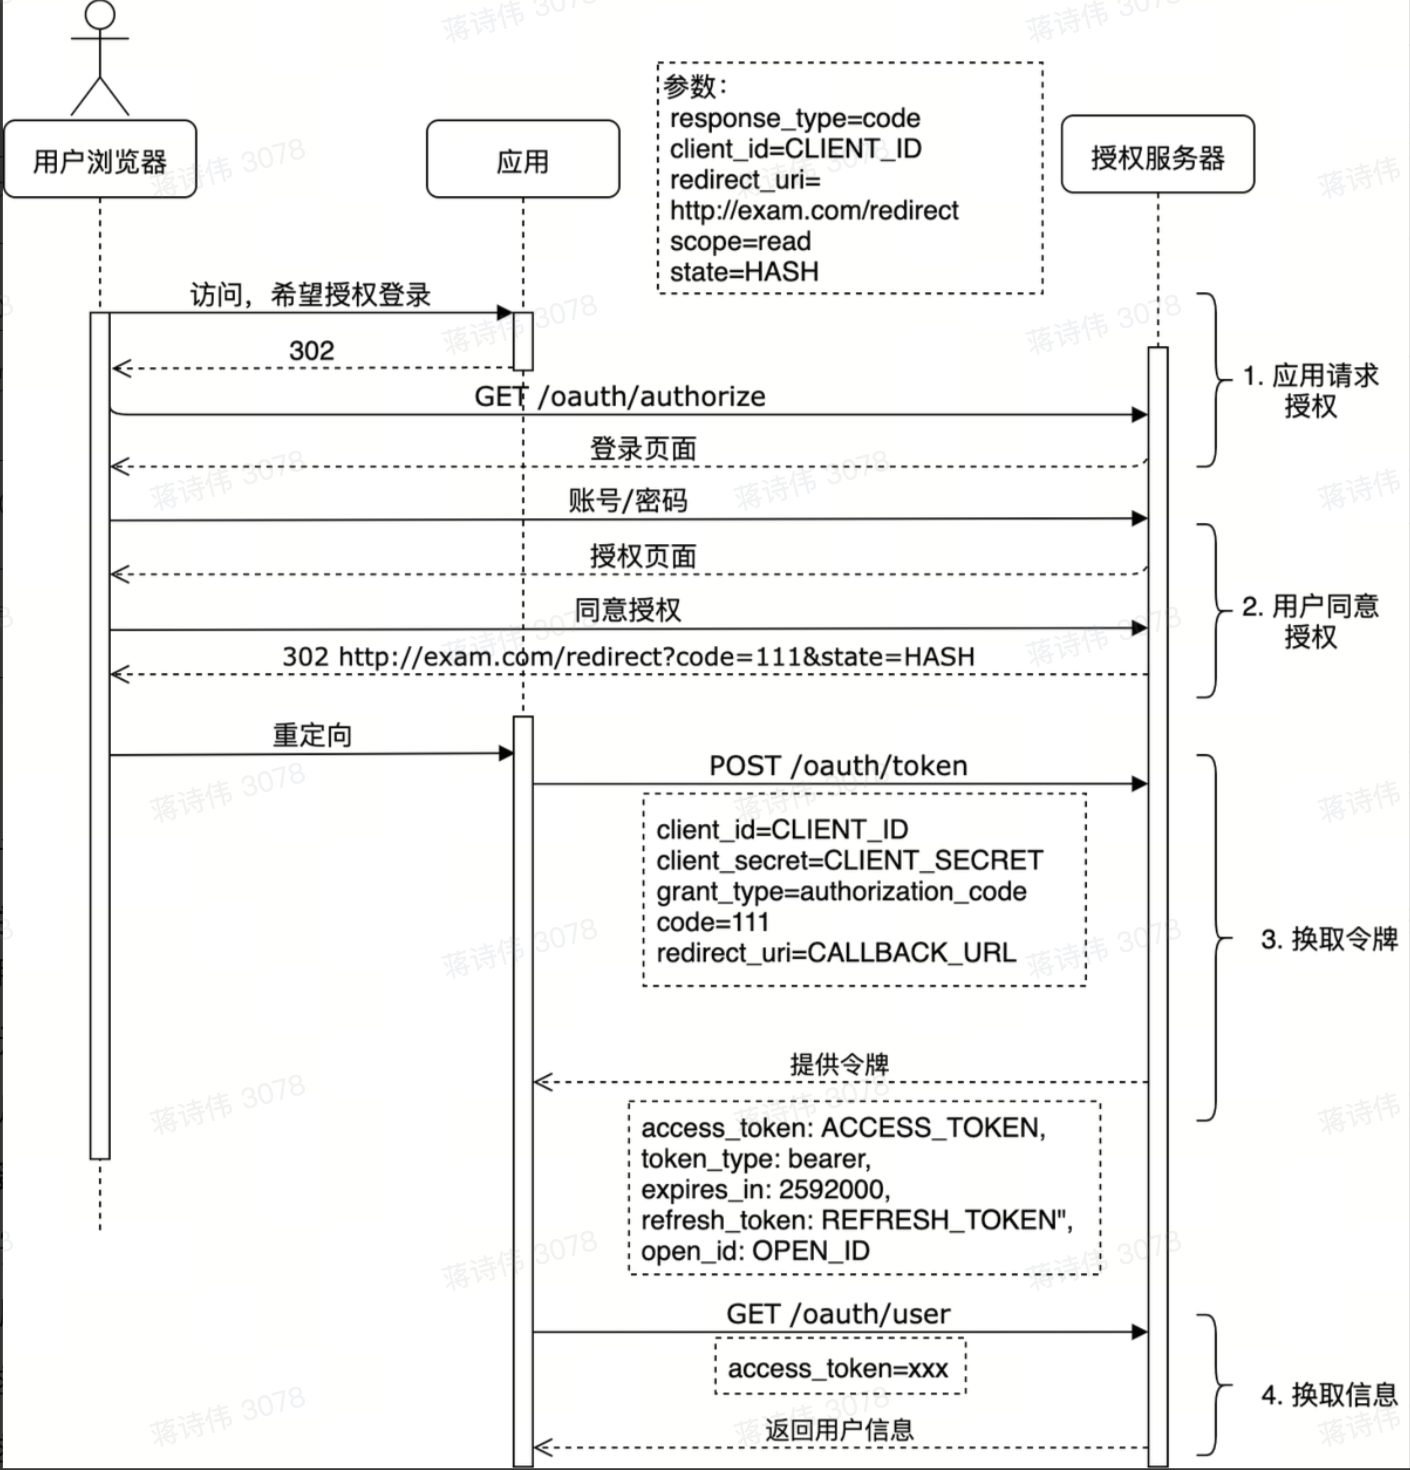 参数：
response_type=code
client_id=CLIENT_ID
redirect_uri=
http://exam.com/redirect
scope=read
state=HASH
用户浏览器
应用
授权服务器
访问，希望授权登录
302
GET /oauth/authorize
登录页面
1. 应用请求
授权
账号/密码
授权页面
同意授权
302 http://exam.com/redirect?code=111&state=HASH
2. 用户同意
授权
重定向
POST /oauth/token
client_id=CLIENT_ID
client_secret=CLIENT_SECRET
grant_type=authorization_code
code=111
redirect_uri=CALLBACK_URL
3. 换取令牌
提供令牌
access_token: ACCESS_TOKEN,
token_type: bearer,
expires_in: 2592000,
refresh_token: REFRESH_TOKEN",
open_id: OPEN_ID
GET /oauth/user
access_token=xxx
返回用户信息
4. 换取信息
蒋诗伟 3078